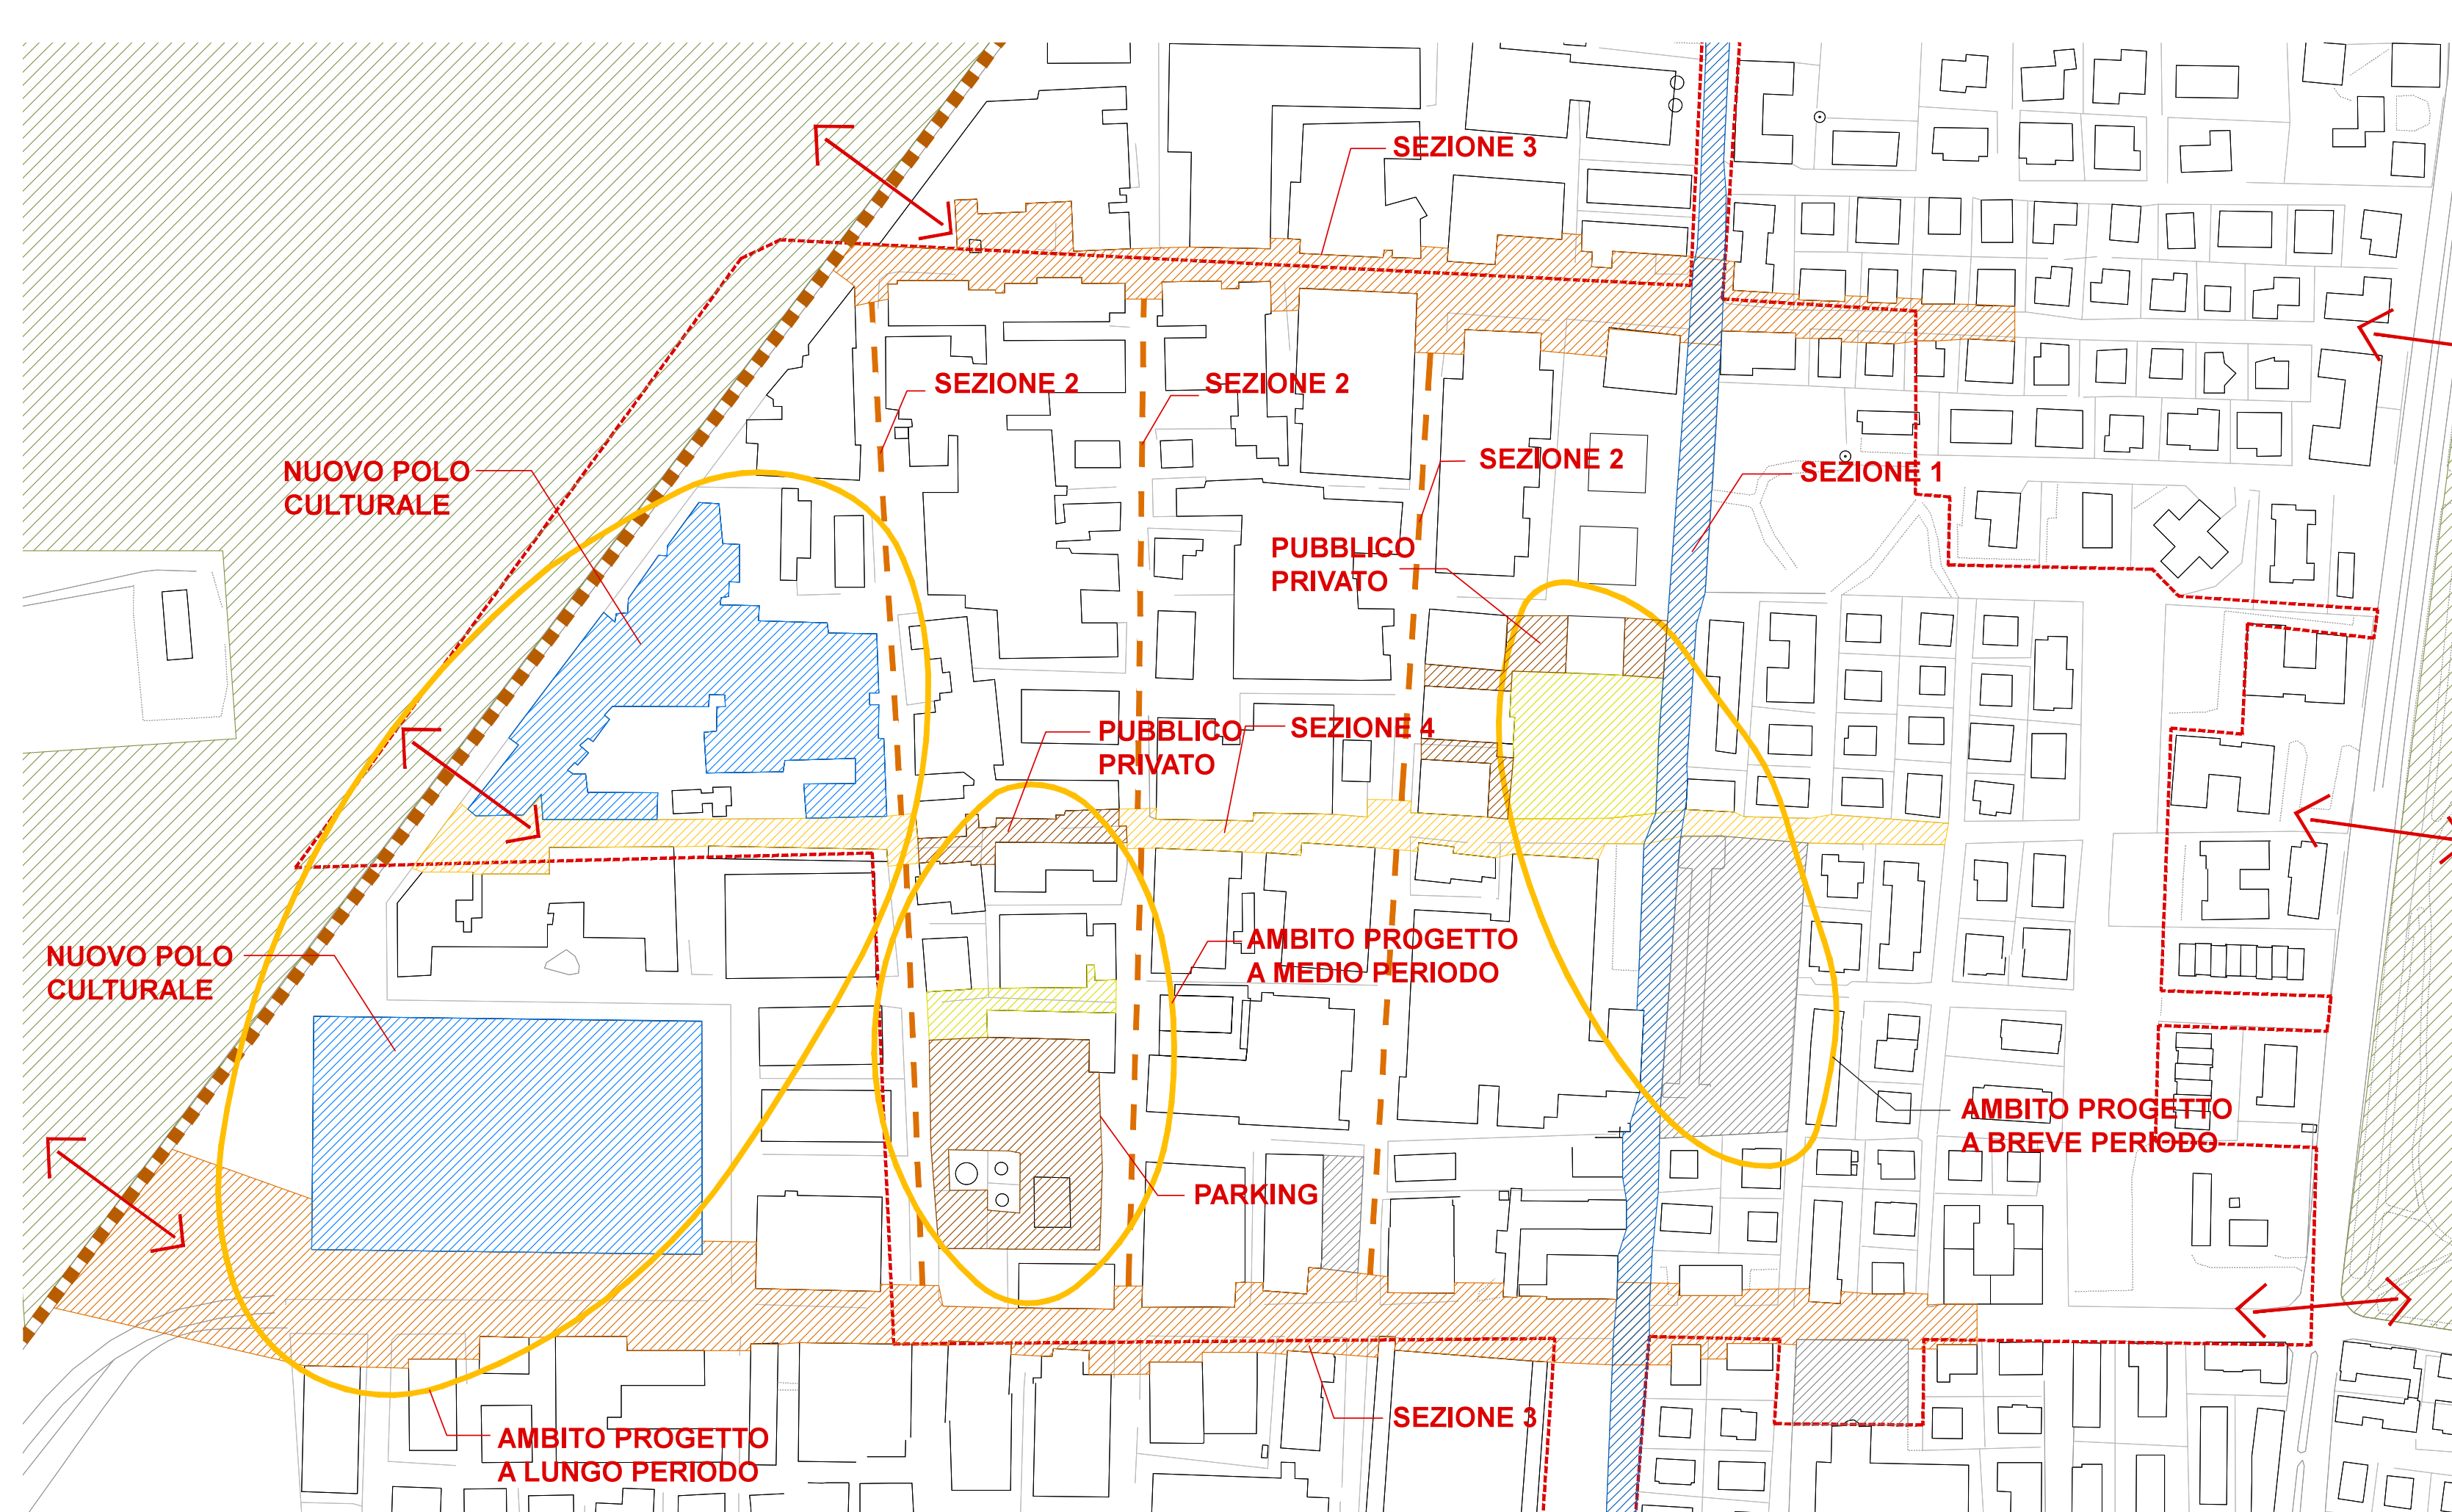 SEZIONE 3
SEZIONE 2
SEZIONE 2
SEZIONE 2
SEZIONE 1
NUOVO POLO
CULTURALE
PUBBLICO
PRIVATO
PUBBLICO
PRIVATO
SEZIONE 4
NUOVO POLO
CULTURALE
AMBITO PROGETTO
A MEDIO PERIODO
AMBITO PROGETTO
A BREVE PERIODO
PARKING
SEZIONE 3
AMBITO PROGETTO
A LUNGO PERIODO